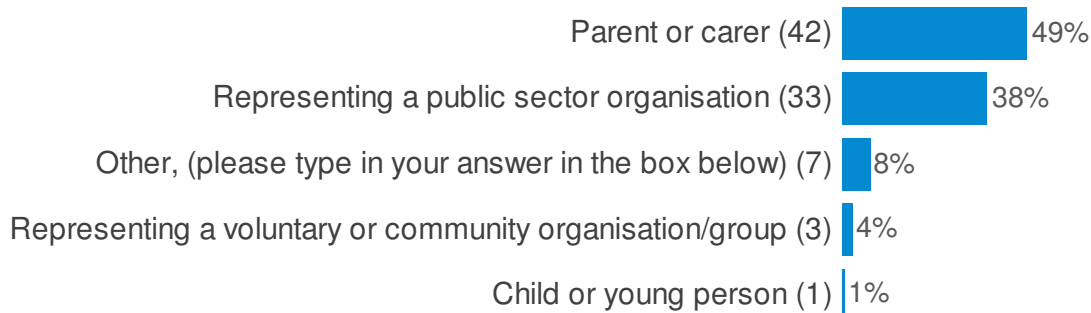 Parent or carer (42) 49%
Representing a public sector organisation (33) 38%
Other, (please type in your answer in the box below) (7) 8%
Representing a voluntary or community organisation/group (3) 4%
Child or young person (1) 1%